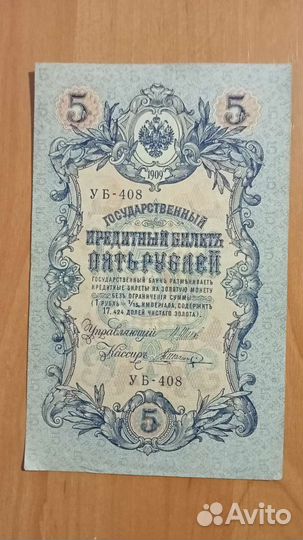 5 5
1909
УБ-408
ГОСУДАРСТВЕННЫЙ
КРЕДИТНЫЙ БИЛЕТЪ
ПЯТЬ РУБЛЕЙ
ГОСУДАРСТВЕННЫЙ БАНКЪ РАЗМѢНИВАЕТЪ
КРЕДИТНЫЕ БИЛЕТЫ НА ЗОЛОТУЮ МОНЕТУ
БЕЗЪ ОГРАНИЧЕНІЯ СУММЫ
(1 РУБЛЬ = 1/15 ИМПЕРІАЛА, СОДЕРЖИТЪ
17,424 ДОЛЕЙ ЧИСТАГО ЗОЛОТА).
Управляющій
Кассиръ
УБ-408
5
Avito